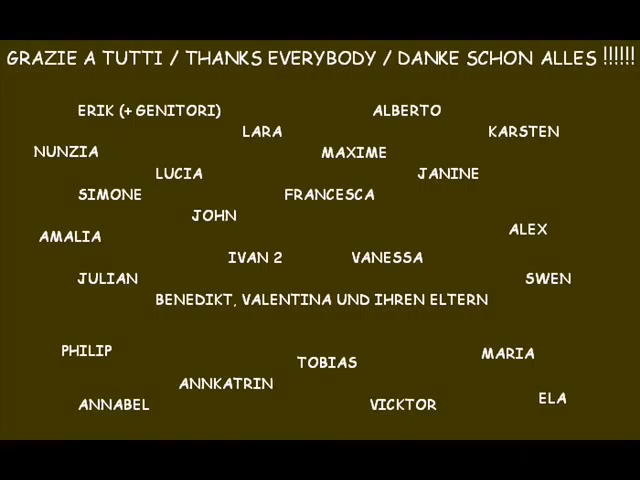 GRAZIE A TUTTI / THANKS EVERYBODY / DANKE SCHON ALLES !!!!!!
ERIK (+ GENITORI) ALBERTO
LARA KARSTEN
NUNZIA MAXIME
LUCIA JANINE
SIMONE FRANCESCA
JOHN
AMALIA ALEX
IVAN 2 VANESSA
JULIAN SWEN
BENEDIKT, VALENTINA UND IHREN ELTERN
PHILIP MARIA
TOBIAS
ANNKATRIN
ANNABEL VICKTOR ELA